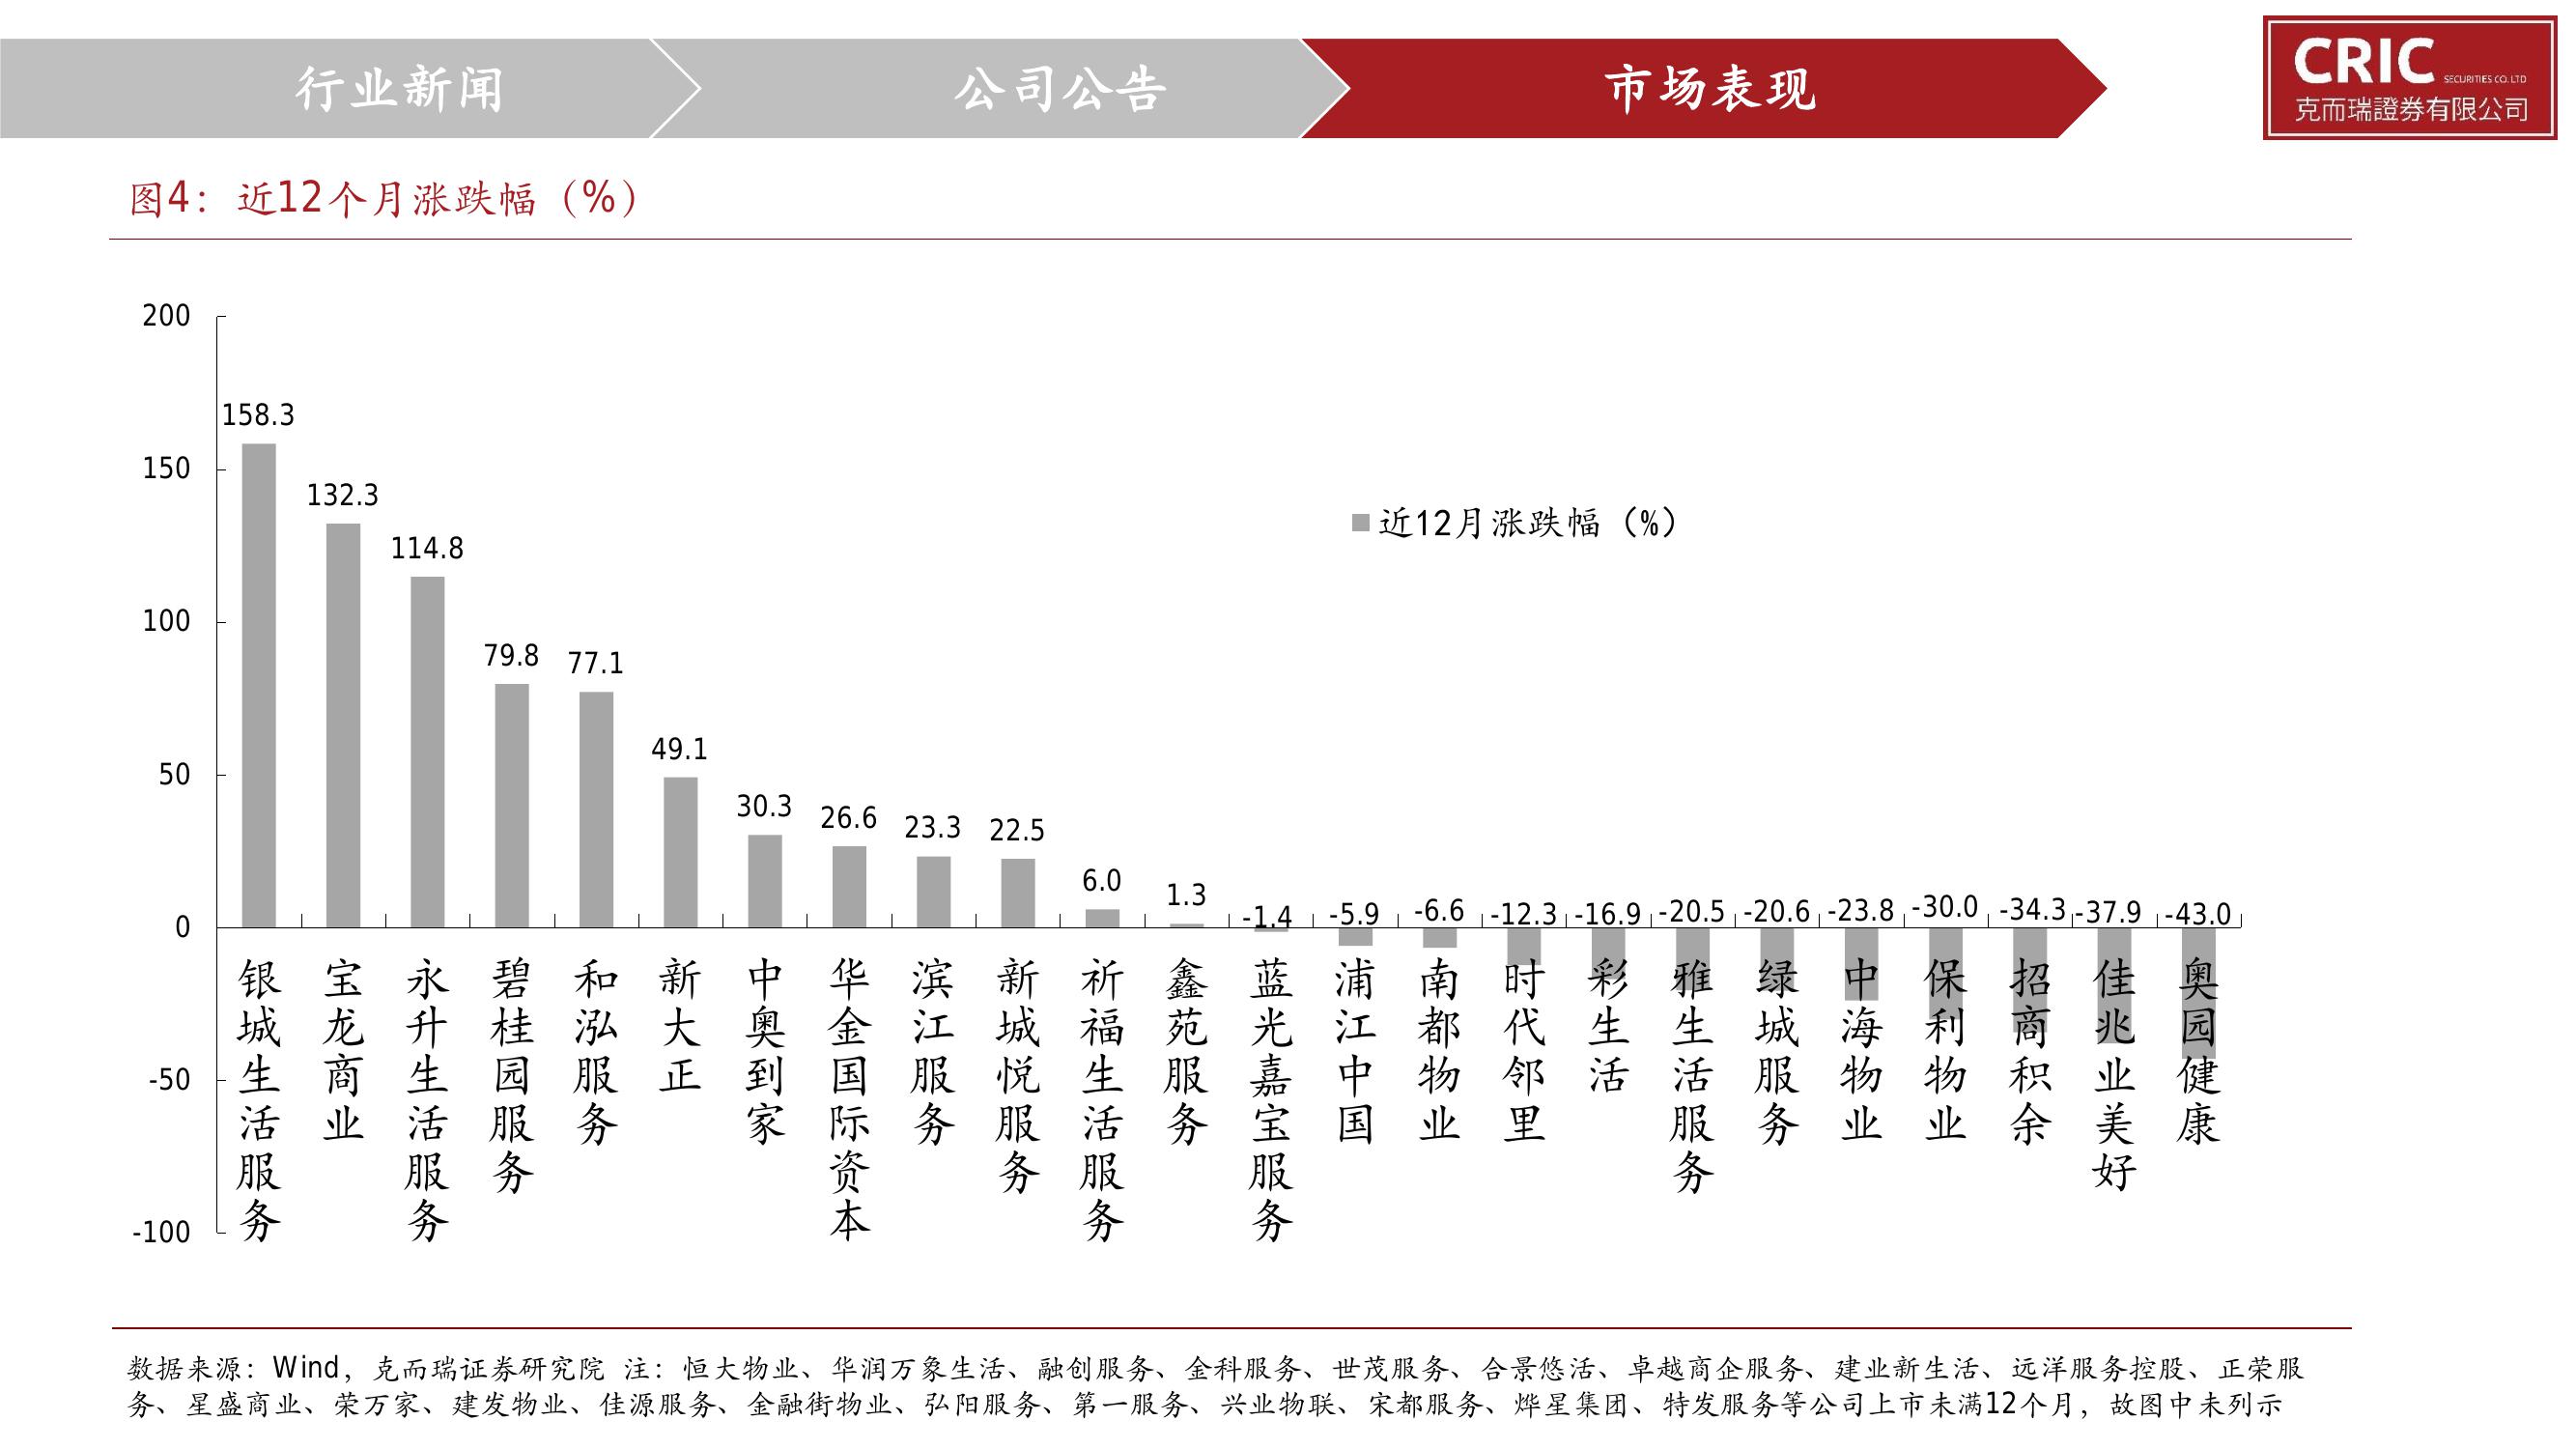 行业新闻
公司公告
市场表现
CRIC
SECURITIES CO. LTD
克而瑞證券有限公司
图4：近12个月涨跌幅（%）
200
150
100
50
0
-50
-100
近12月涨跌幅（%）
158.3
132.3
114.8
79.8
77.1
49.1
30.3
26.6
23.3
22.5
6.0
1.3
-1.4
-5.9
-6.6
-12.3
-16.9
-20.5
-20.6
-23.8
-30.0
-34.3
-37.9
-43.0
银城生活服务
宝龙商业
永升生活服务
碧桂园服务
和泓服务
新大正
中奥到家
华金国际资本
滨江服务
新城悦服务
祈福生活服务
鑫苑服务
蓝光嘉宝服务
浦江中国
南都物业
时代邻里
彩生活
雅生活服务
绿城服务
中海物业
保利物业
招商积余
佳兆业美好
奥园健康
数据来源：Wind，克而瑞证券研究院 注：恒大物业、华润万象生活、融创服务、金科服务、世茂服务、合景悠活、卓越商企服务、建业新生活、远洋服务控股、正荣服
务、星盛商业、荣万家、建发物业、佳源服务、金融街物业、弘阳服务、第一服务、兴业物联、宋都服务、烨星集团、特发服务等公司上市未满12个月，故图中未列示